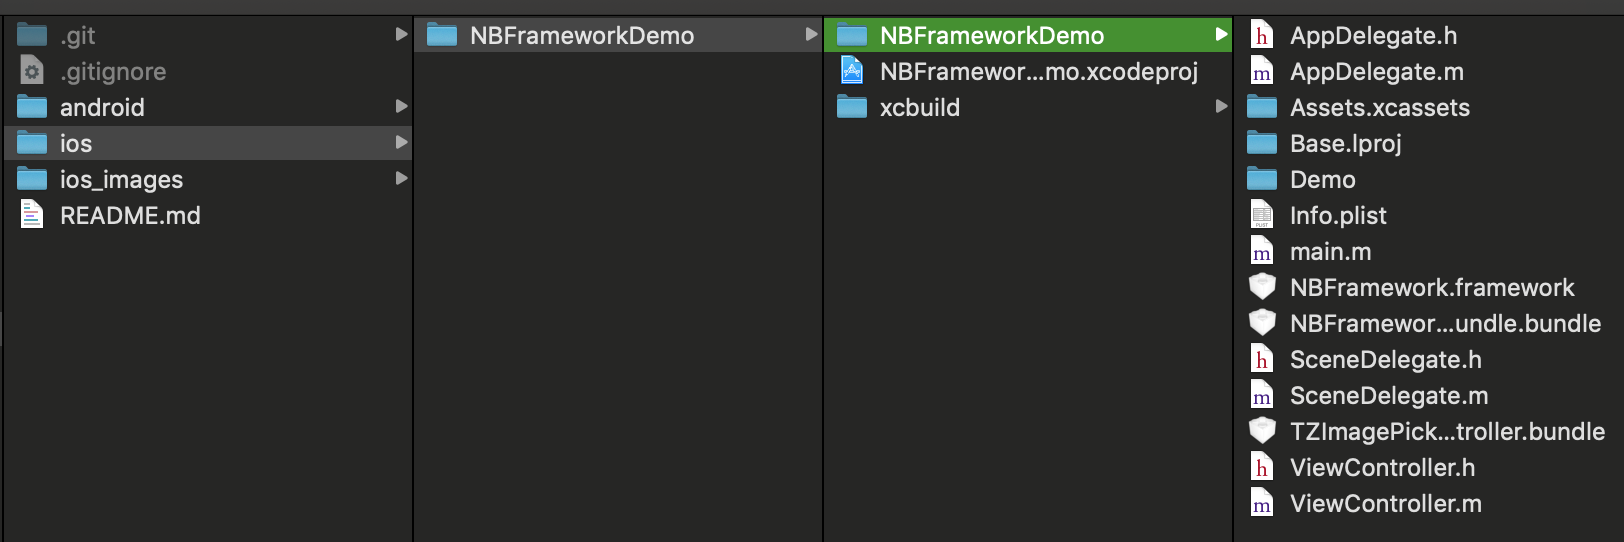 .git
.gitignore
android
ios
ios_images
README.md
NBFrameworkDemo
NBFrameworkDemo
NBFramewor...mo.xcodeproj
xcbuild
AppDelegate.h
AppDelegate.m
Assets.xcassets
Base.lproj
Demo
Info.plist
main.m
NBFramework.framework
NBFramewor...undle.bundle
SceneDelegate.h
SceneDelegate.m
TZImagePick...troller.bundle
ViewController.h
ViewController.m